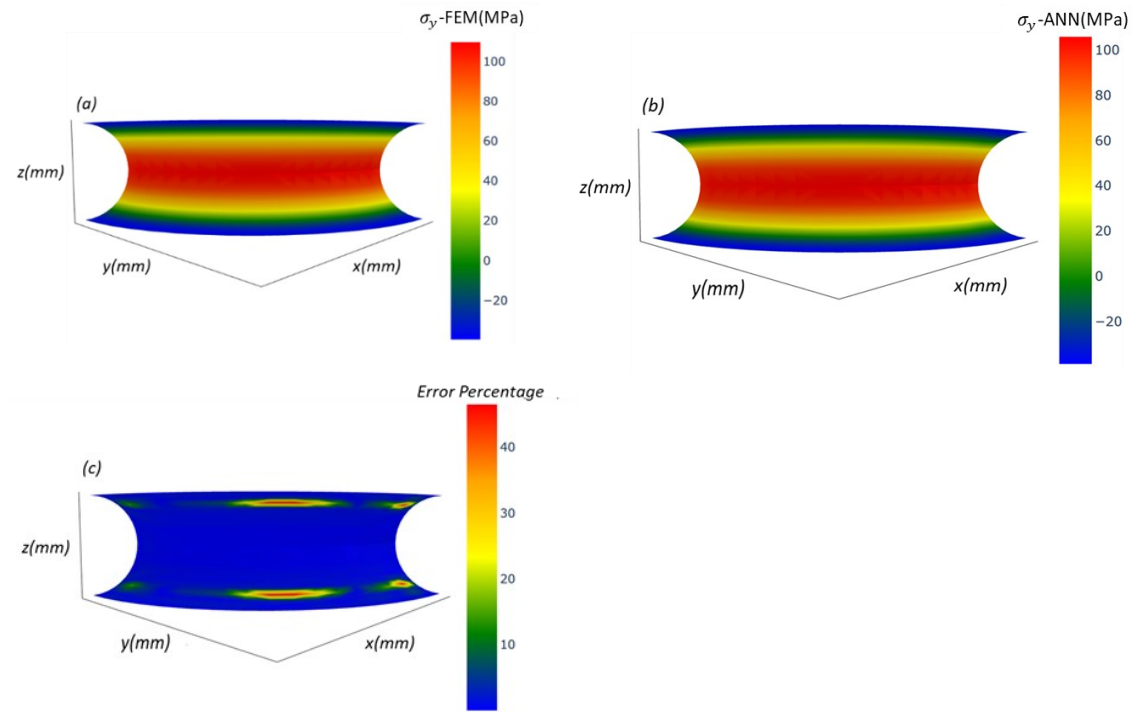 σy-FEM(MPa)
(a)
100
80
60
40
20
0
−20
z(mm)
y(mm)
x(mm)
σy-ANN(MPa)
(b)
100
80
60
40
20
0
−20
z(mm)
y(mm)
x(mm)
Error Percentage
(c)
40
30
20
10
z(mm)
y(mm)
x(mm)